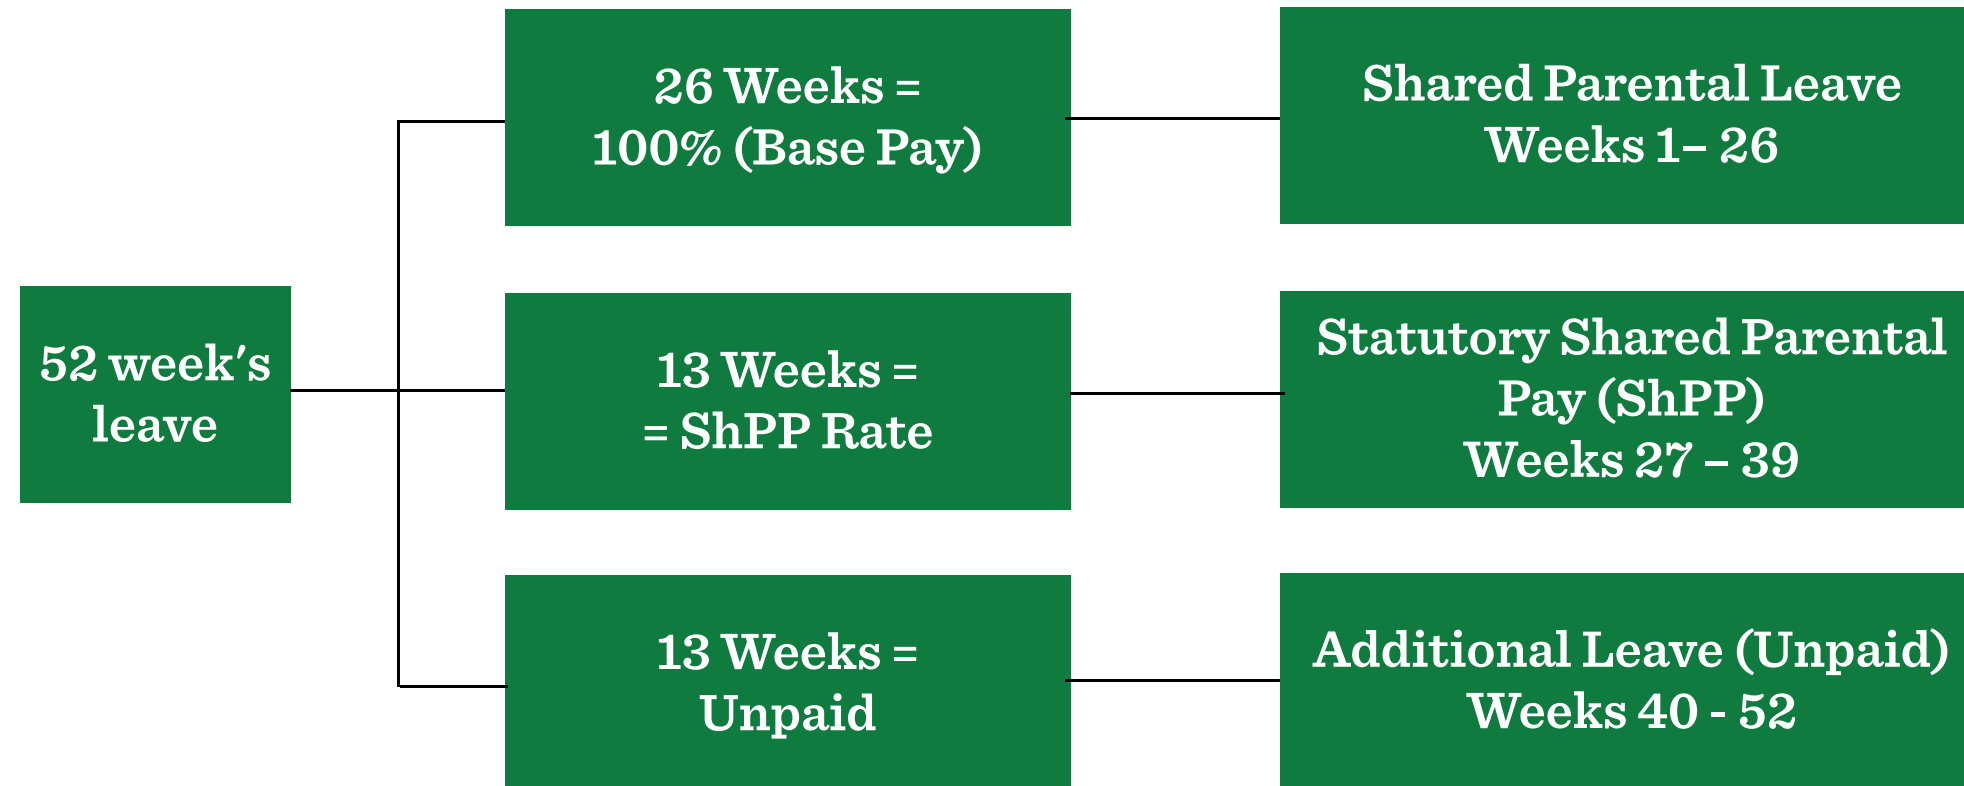 52 week's
leave
26 Weeks =
100% (Base Pay)
Shared Parental Leave
Weeks 1– 26
13 Weeks =
= ShPP Rate
Statutory Shared Parental
Pay (ShPP)
Weeks 27 – 39
13 Weeks =
Unpaid
Additional Leave (Unpaid)
Weeks 40 - 52